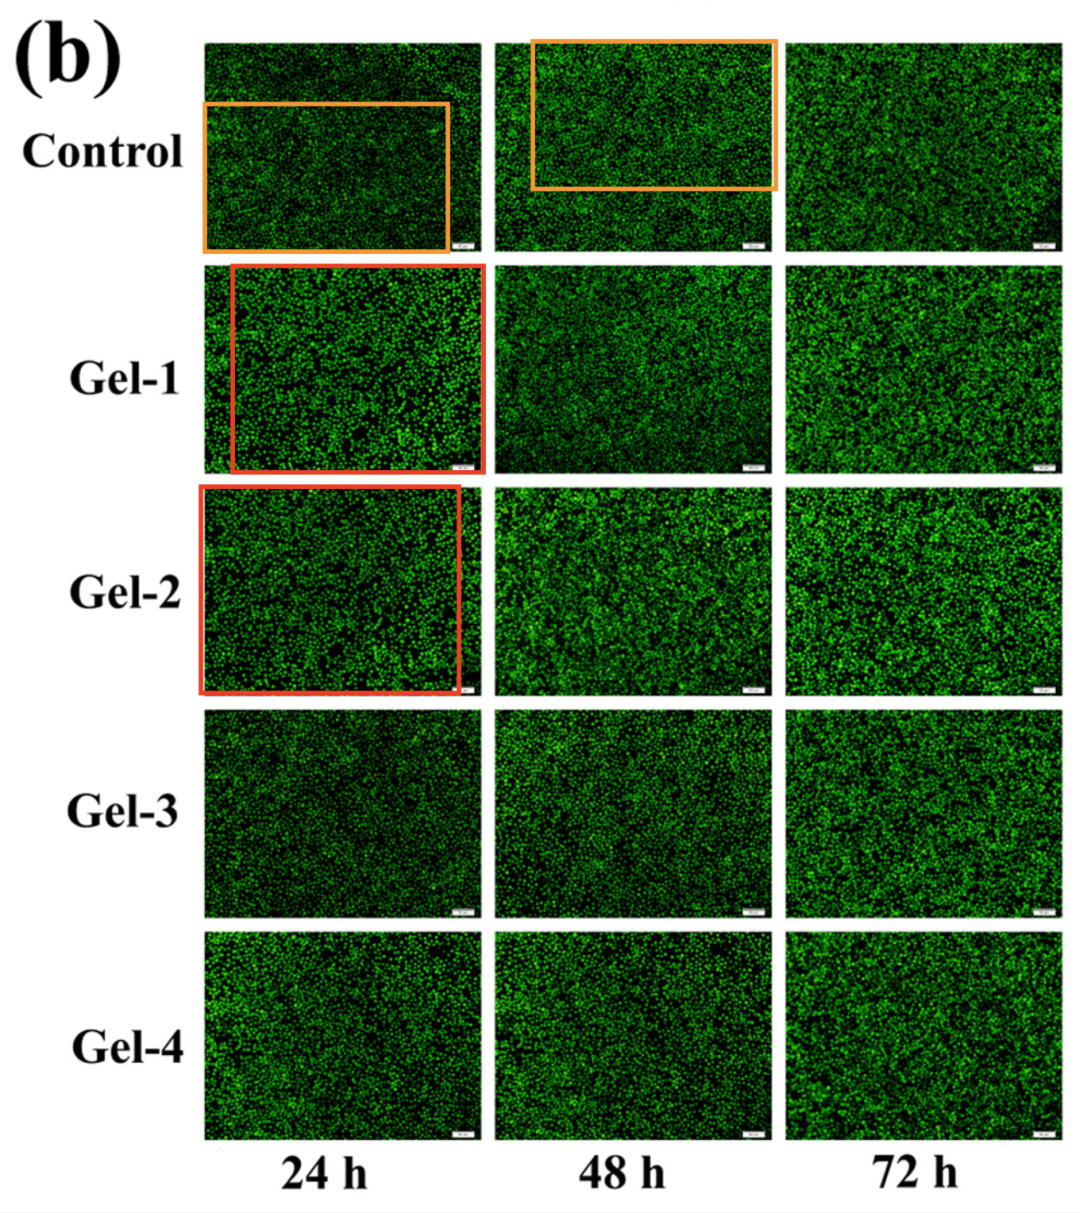 (b)
Control
Gel-1
Gel-2
Gel-3
Gel-4
24 h
48 h
72 h